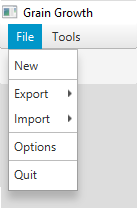 Grain Growth
File Tools
New
Export
Import
Options
Quit